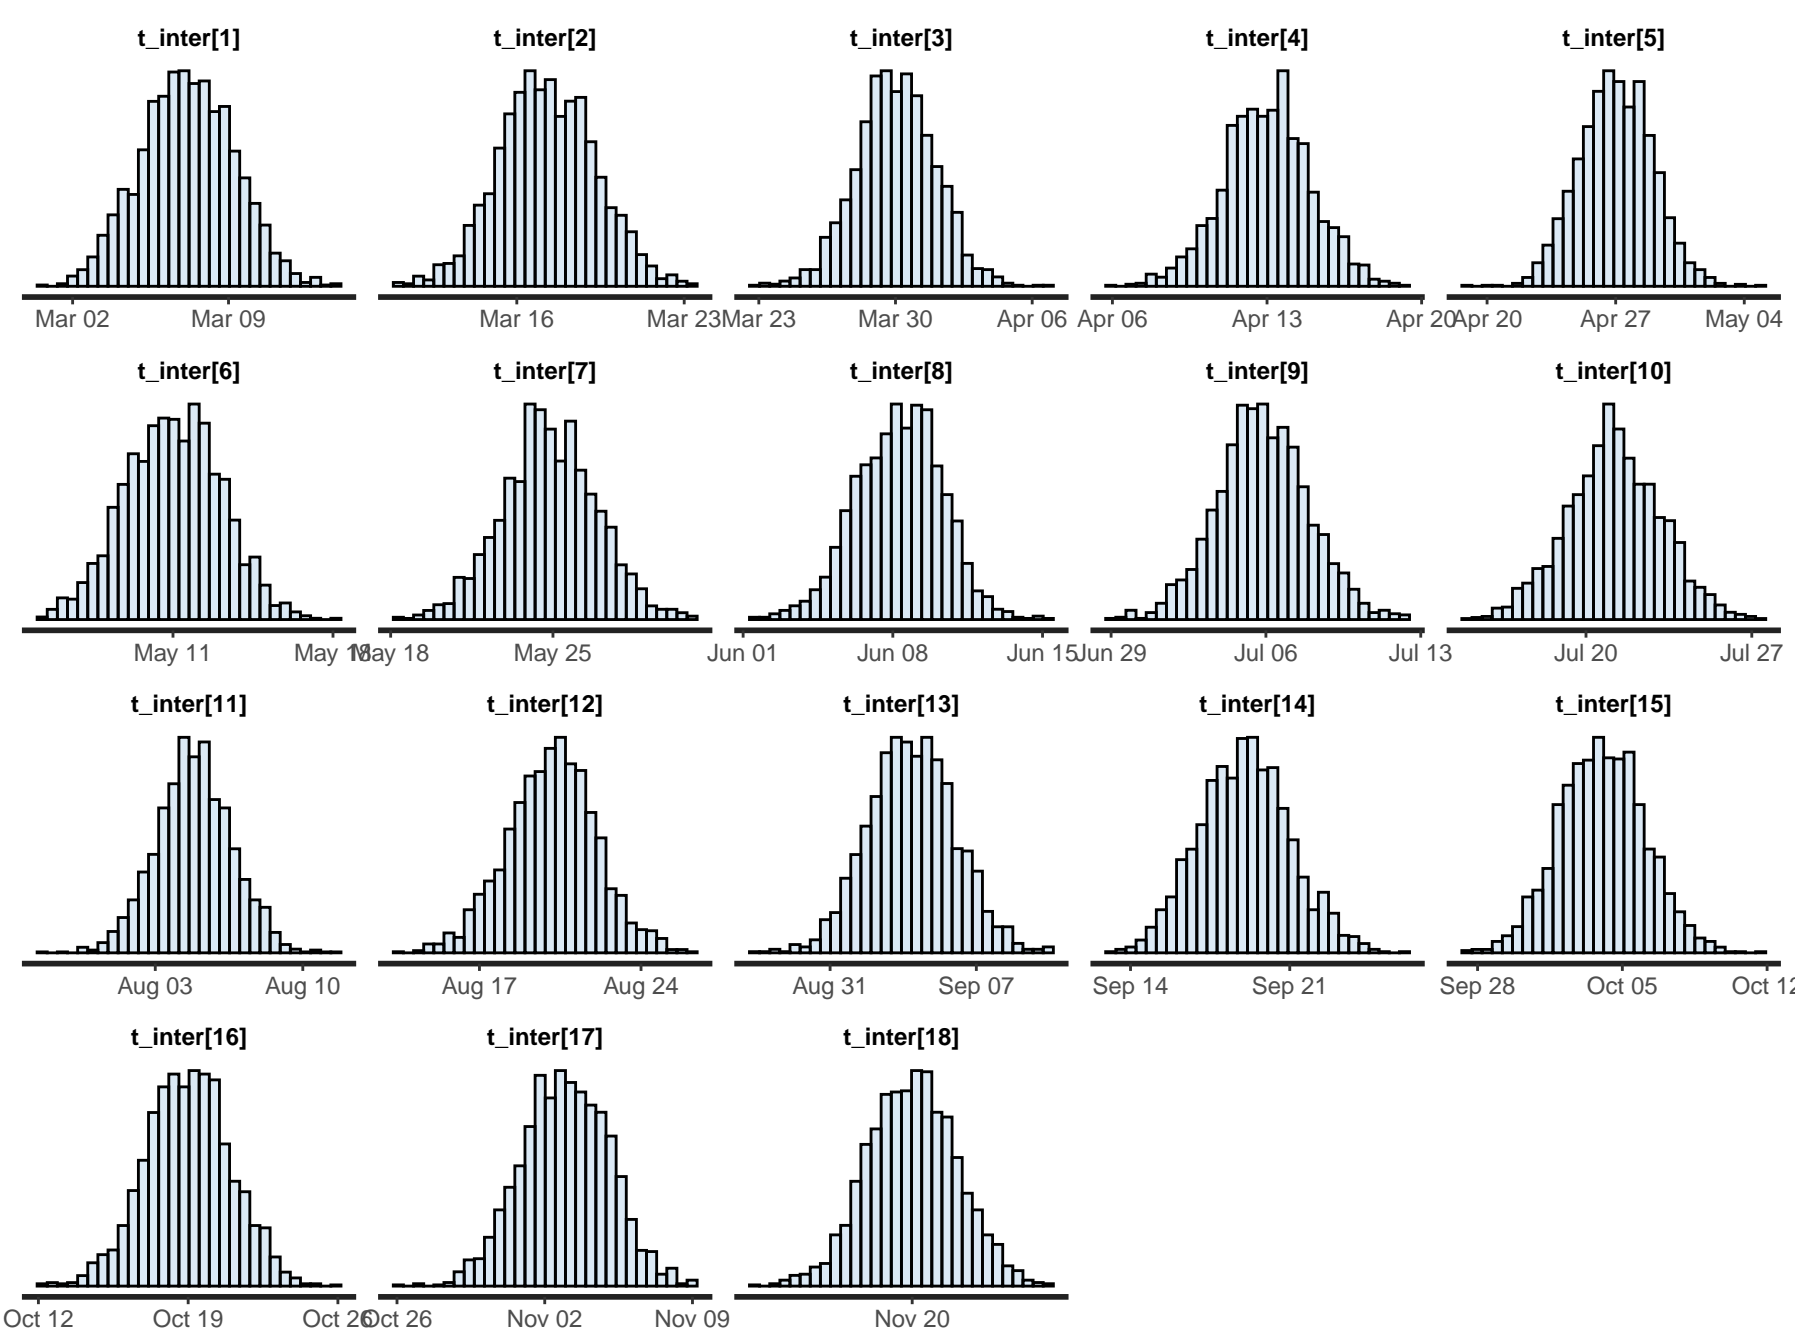 t_inter[1] t_inter[2] t_inter[3] t_inter[4] t_inter[5]
Mar 02 Mar 09 Mar 16 Mar 23 Mar 23 Mar 30 Apr 06 Apr 06 Apr 13 Apr 20 Apr 20 Apr 27 May 04
t_inter[6] t_inter[7] t_inter[8] t_inter[9] t_inter[10]
May 11 May 18 May 18 May 25 Jun 01 Jun 08 Jun 15 Jun 29 Jul 06 Jul 13 Jul 20 Jul 27
t_inter[11] t_inter[12] t_inter[13] t_inter[14] t_inter[15]
Aug 03 Aug 10 Aug 17 Aug 24 Aug 31 Sep 07 Sep 14 Sep 21 Sep 28 Oct 05 Oct 12
t_inter[16] t_inter[17] t_inter[18]
Oct 12 Oct 19 Oct 26 Oct 26 Nov 02 Nov 09 Nov 20